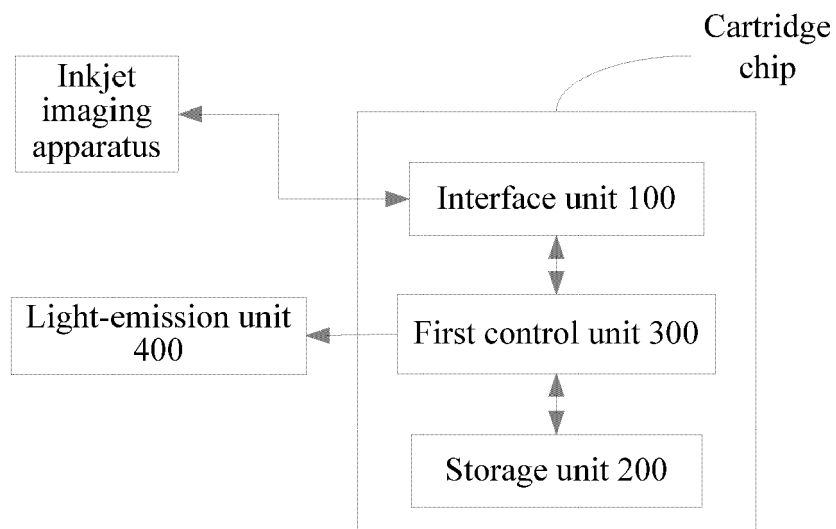 Cartridge
chip
Inkjet
imaging
apparatus
Interface unit 100
Light-emission unit
400
First control unit 300
Storage unit 200